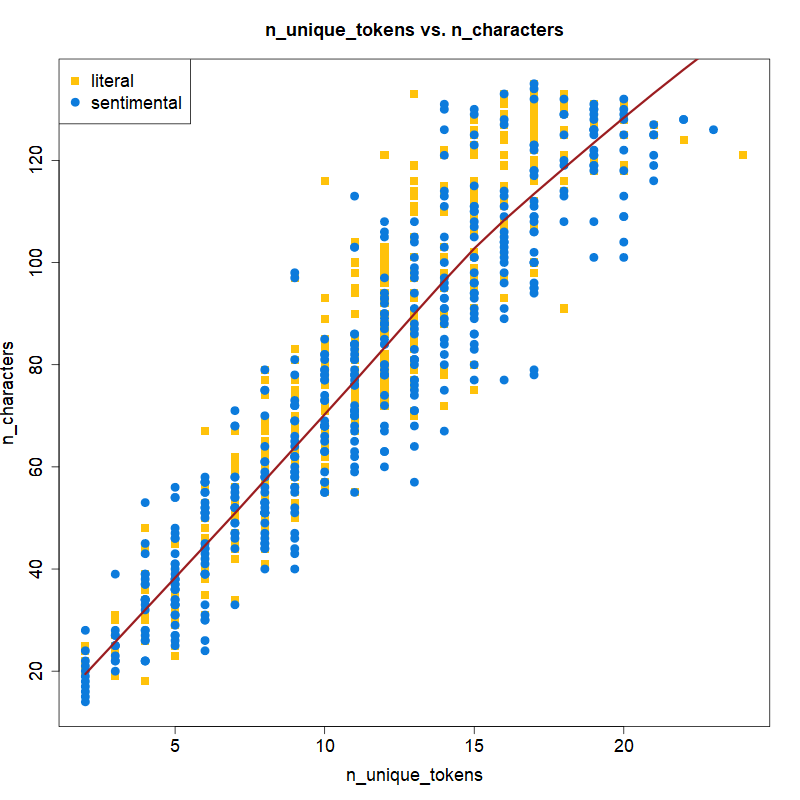 n_unique_tokens vs. n_characters
literal
sentimental
n_characters
120
100
80
60
40
20
5
10
15
20
n_unique_tokens